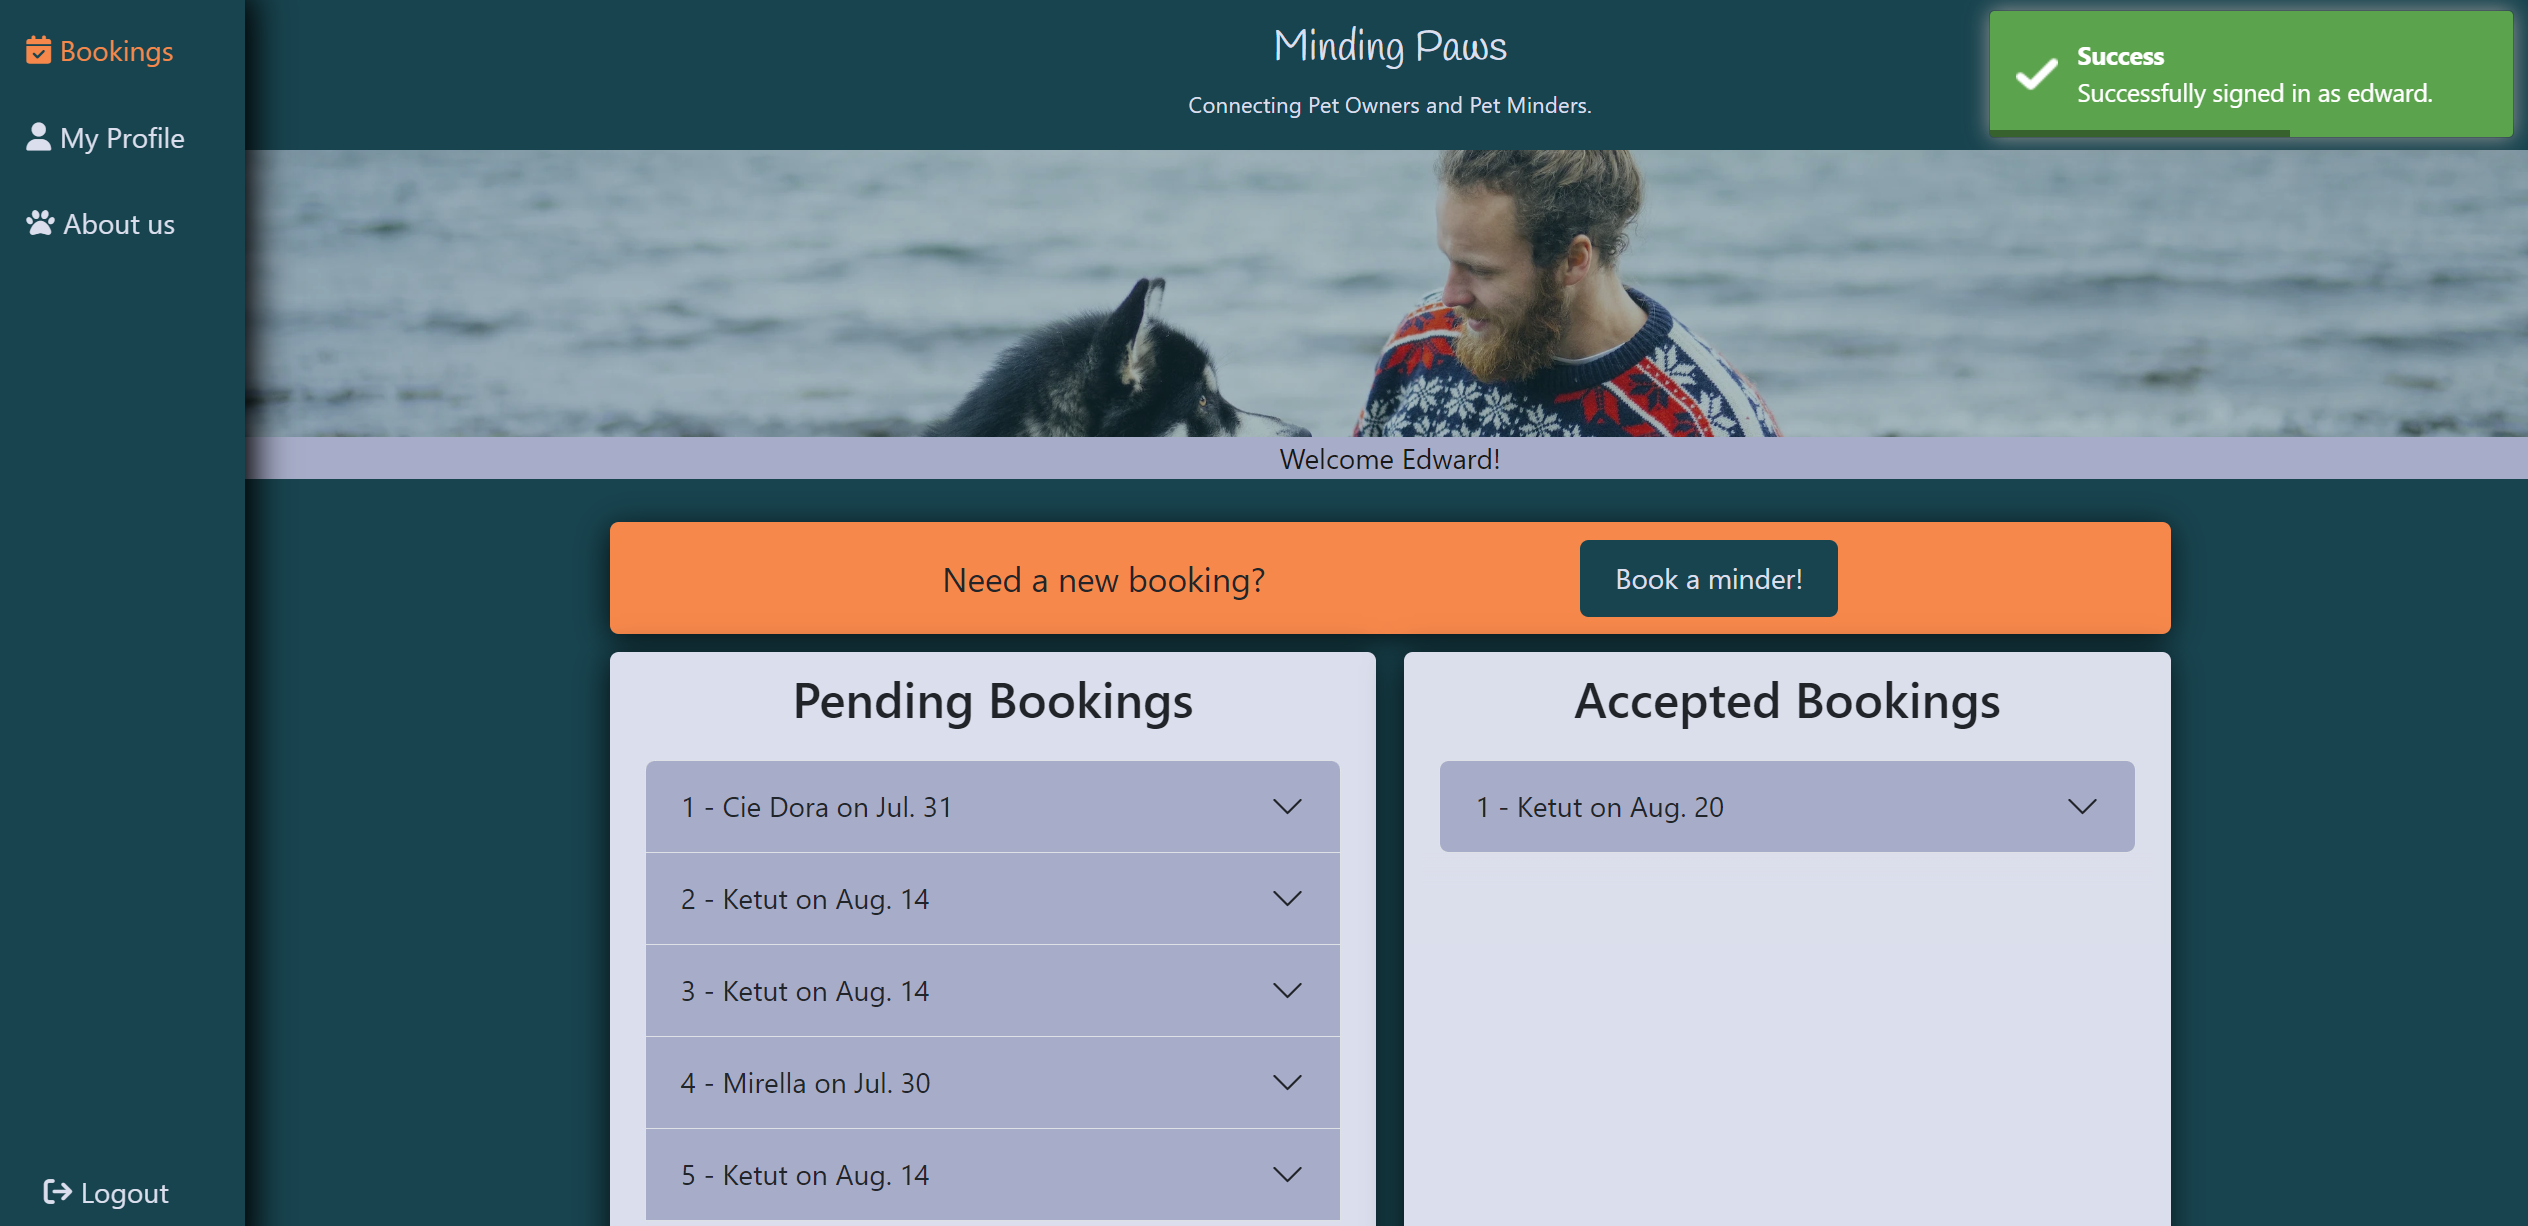 Bookings
My Profile
About us
Logout
Minding Paws
Connecting Pet Owners and Pet Minders.
Success
Successfully signed in as edward.
Welcome Edward!
Need a new booking?
Book a minder!
Pending Bookings
1 - Cie Dora on Jul. 31
2 - Ketut on Aug. 14
3 - Ketut on Aug. 14
4 - Mirella on Jul. 30
5 - Ketut on Aug. 14
Accepted Bookings
1 - Ketut on Aug. 20